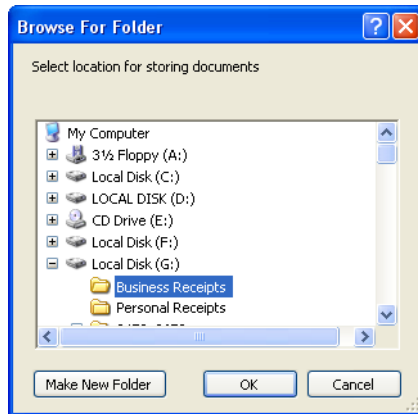 Browse For Folder
Select location for storing documents
My Computer
3½ Floppy (A:)
Local Disk (C:)
LOCAL DISK (D:)
CD Drive (E:)
Local Disk (F:)
Local Disk (G:)
Business Receipts
Personal Receipts
Make New Folder
OK
Cancel